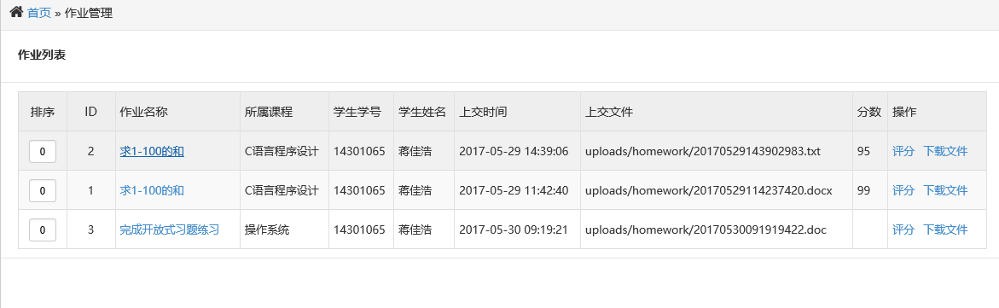 首页 » 作业管理
作业列表
排序 ID 作业名称 所属课程 学生学号 学生姓名 上交时间 上交文件 分数 操作
0 2 求1-100的和 C语言程序设计 14301065 蒋佳浩 2017-05-29 14:39:06 uploads/homework/20170529143902983.txt 95 评分 下载文件
0 1 求1-100的和 C语言程序设计 14301065 蒋佳浩 2017-05-29 11:42:40 uploads/homework/20170529114237420.docx 99 评分 下载文件
0 3 完成开放式习题练习 操作系统 14301065 蒋佳浩 2017-05-30 09:19:21 uploads/homework/20170530091919422.doc 评分 下载文件